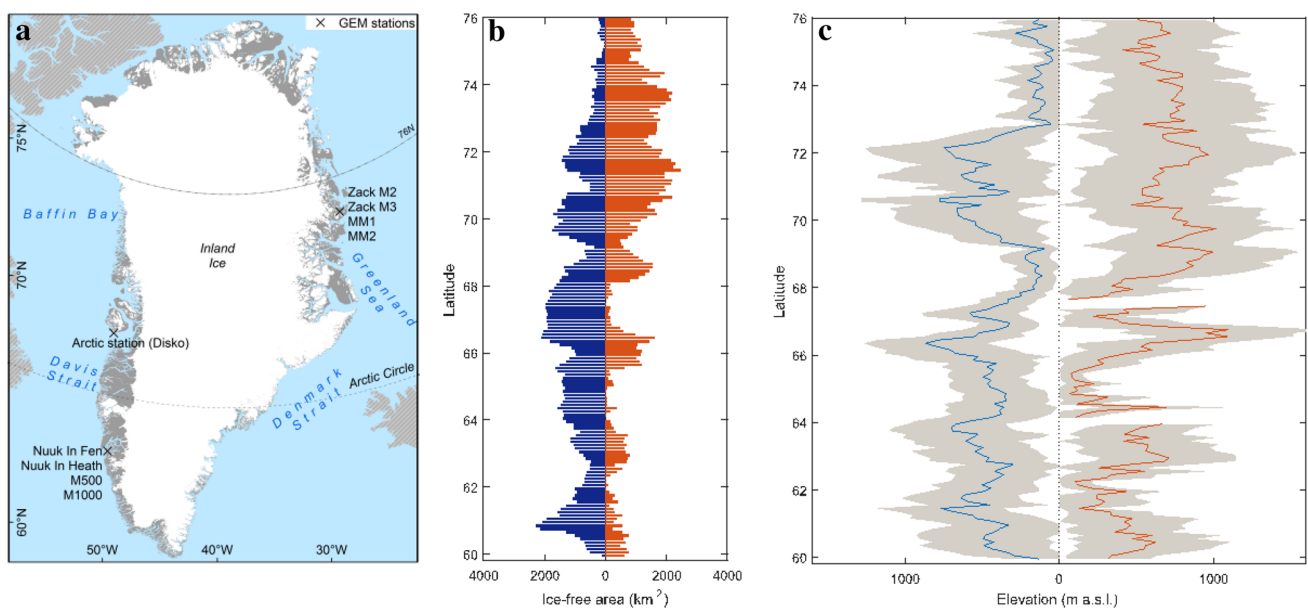 a
GEM stations
75°N
76N
Zack M2
Zack M3
MM1
MM2
Baffin Bay
Inland
Ice
Greenland
Sea
70°N
Arctic station (Disko)
Davis
Strait
Denmark
Strait
Arctic Circle
Nuuk In Fen
Nuuk In Heath
M500
M1000
60°N
50°W
40°W
30°W
b
Latitude
76
74
72
70
68
66
64
62
60
4000
2000
0
2000
4000
Ice-free area (km²)
c
Latitude
76
74
72
70
68
66
64
62
60
1000
0
1000
Elevation (m a.s.l.)